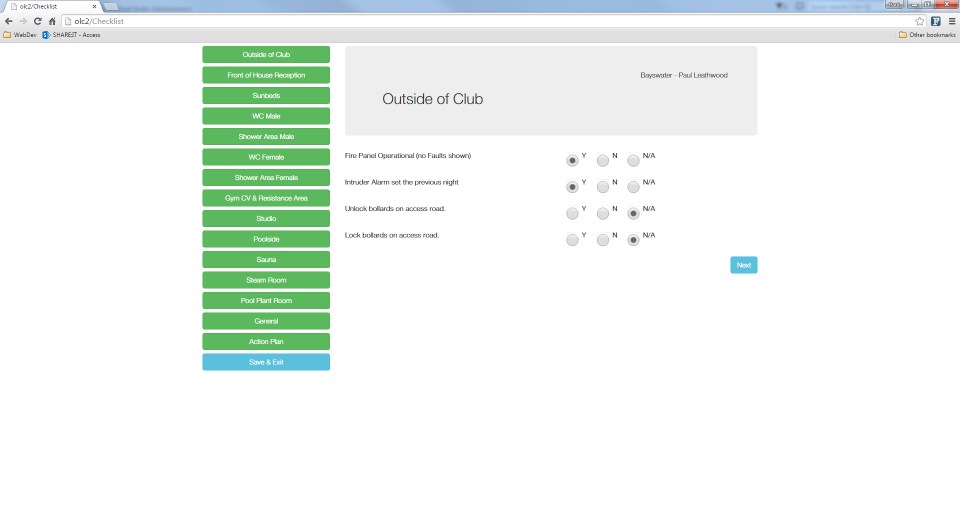 olc2/Checklist
olc2/Checklist
WebDev
SHAREIT - Access
Other bookmarks
Outside of Club
Front of House Reception
Sunbeds
WC Male
Shower Area Male
WC Female
Shower Area Female
Gym CV & Resistance Area
Studio
Poolside
Sauna
Steam Room
Pool Plant Room
General
Action Plan
Save & Exit
Bayswater - Paul Leathwood
Outside of Club
Fire Panel Operational (no Faults shown) Y N N/A
Intruder Alarm set the previous night Y N N/A
Unlock bollards on access road. Y N N/A
Lock bollards on access road. Y N N/A
Next